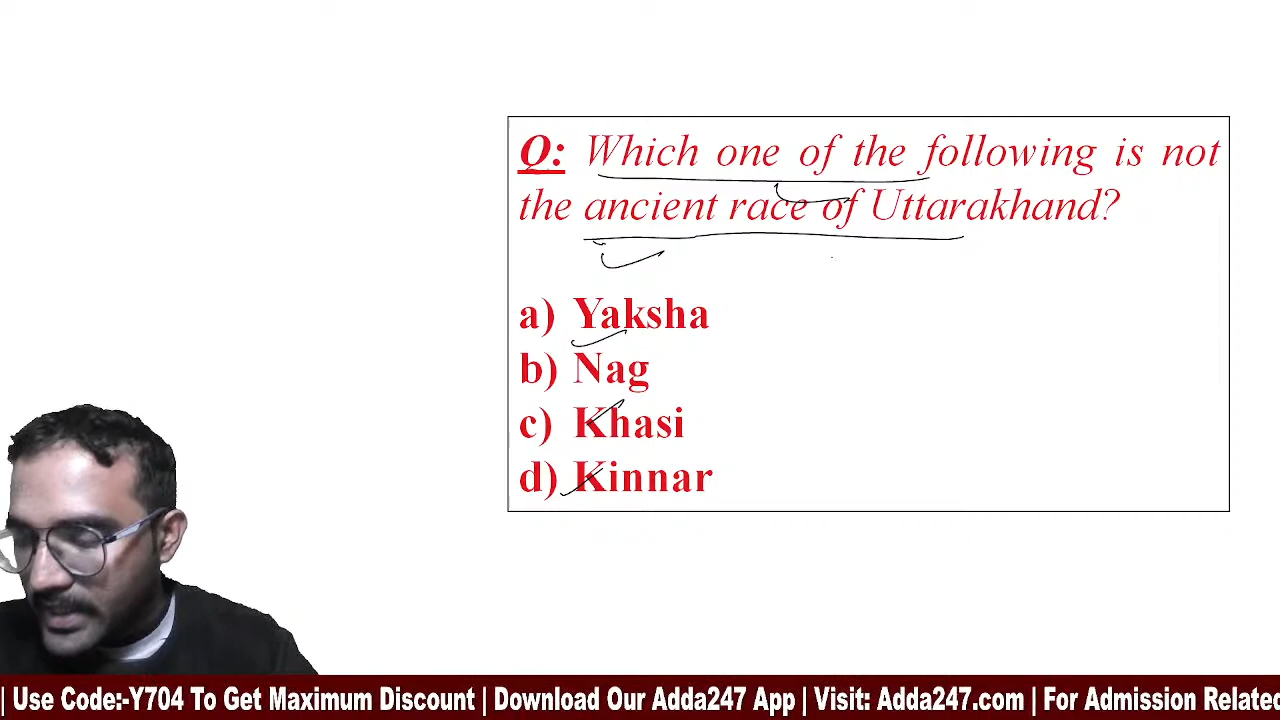 Q: Which one of the following is not
the ancient race of Uttarakhand?
a) Yaksha
b) Nag
c) Khasi
d) Kinnar
| Use Code:-Y704 To Get Maximum Discount | Download Our Adda247 App | Visit: Adda247.com | For Admission Related